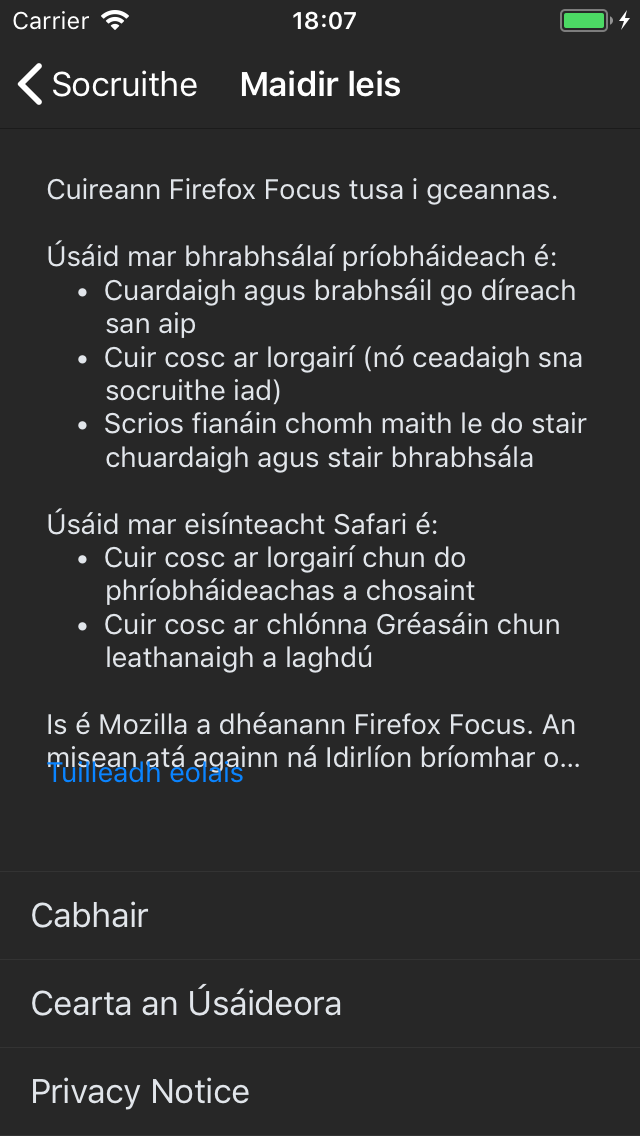 Carrier 18:07
Socruithe Maidir leis
Cuireann Firefox Focus tusa i gceannas.
Úsáid mar bhrabhsálaí príobháideach é:
• Cuardaigh agus brabhsáil go díreach
san aip
• Cuir cosc ar lorgairí (nó ceadaigh sna
socruithe iad)
• Scrios fianáin chomh maith le do stair
chuardaigh agus stair bhrabhsála
Úsáid mar eisínteacht Safari é:
• Cuir cosc ar lorgairí chun do
phríobháideachas a chosaint
• Cuir cosc ar chlónna Gréasáin chun
leathanaigh a laghdú
Is é Mozilla a dhéanann Firefox Focus. An
misean atá againn ná Idirlíon bríomhar o...
Tuilleadh eolais
Cabhair
Cearta an Úsáideora
Privacy Notice